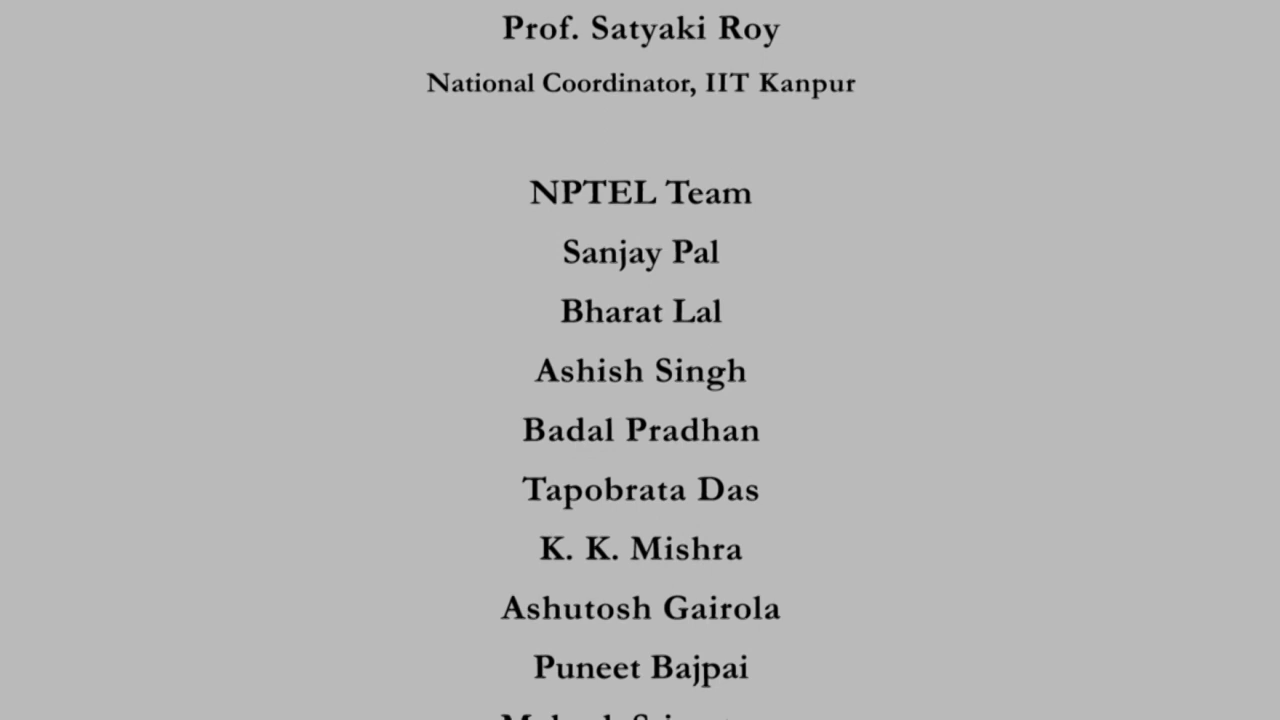 Prof. Satyaki Roy
National Coordinator, IIT Kanpur
NPTEL Team
Sanjay Pal
Bharat Lal
Ashish Singh
Badal Pradhan
Tapobrata Das
K. K. Mishra
Ashutosh Gairola
Puneet Bajpai